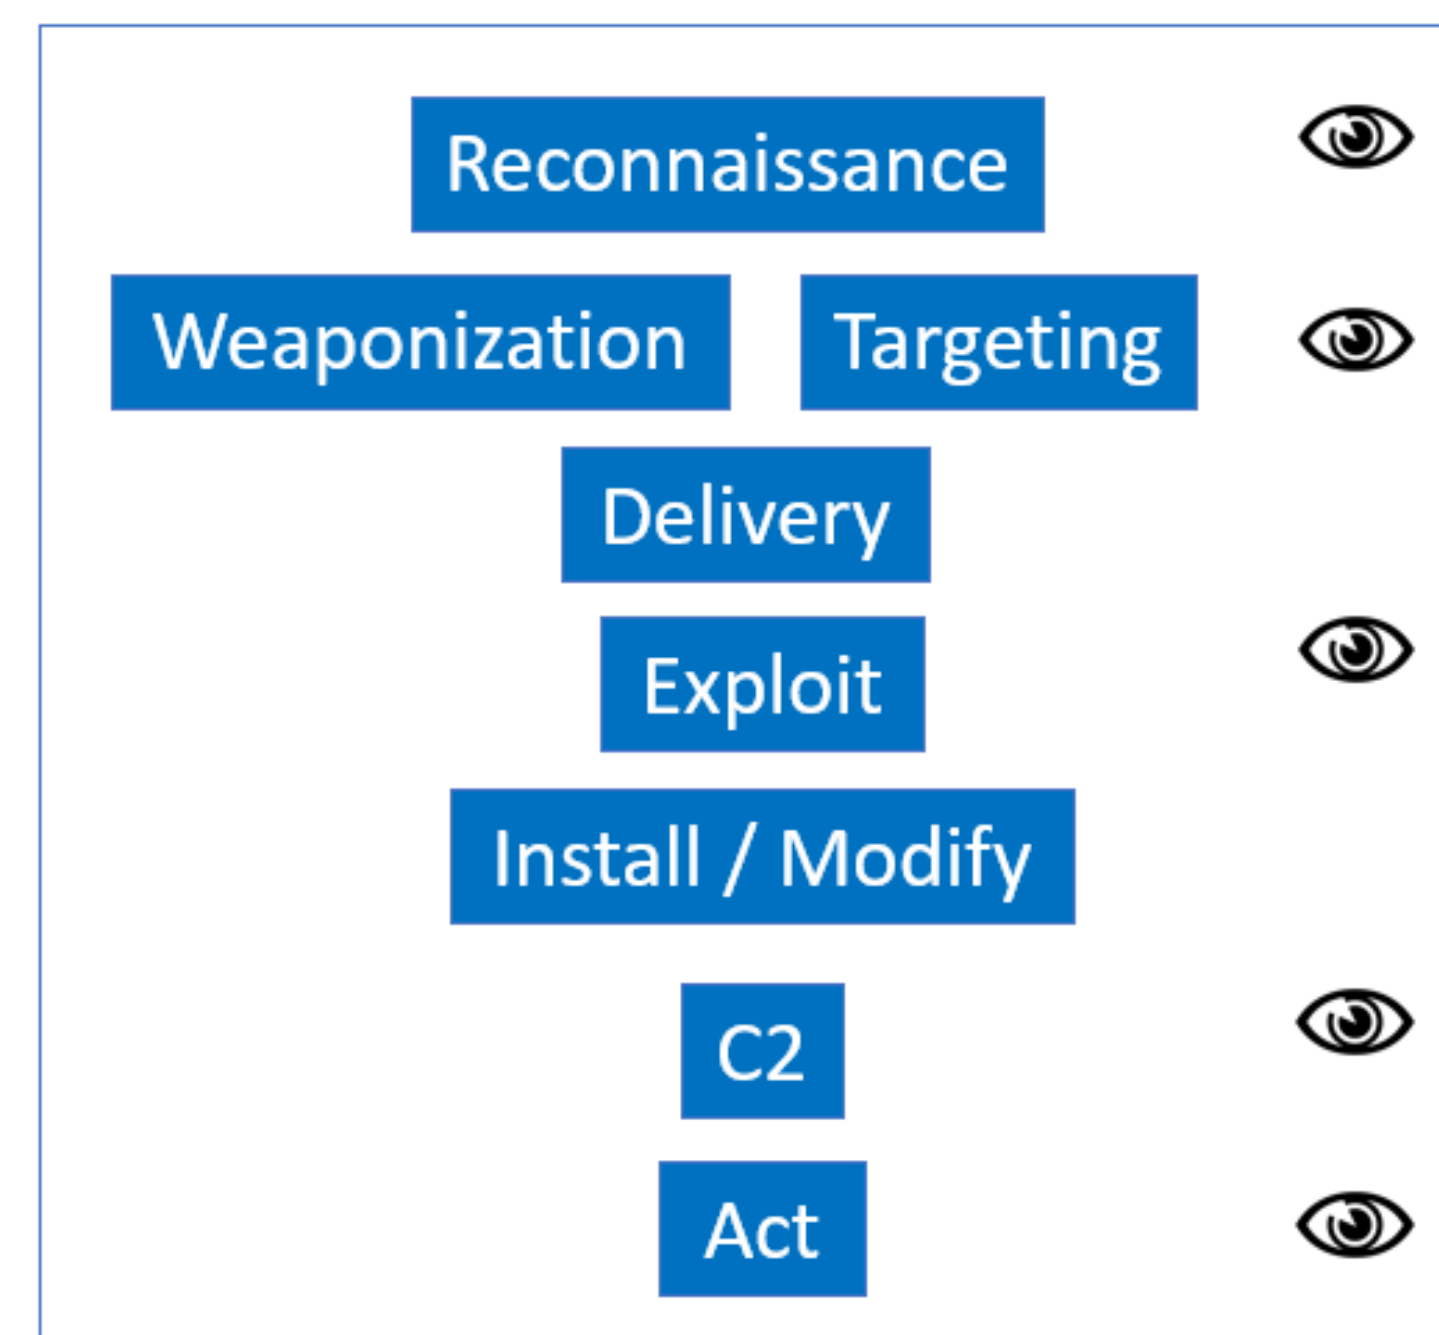 Reconnaissance
Weaponization Targeting
Delivery
Exploit
Install / Modify
C2
Act